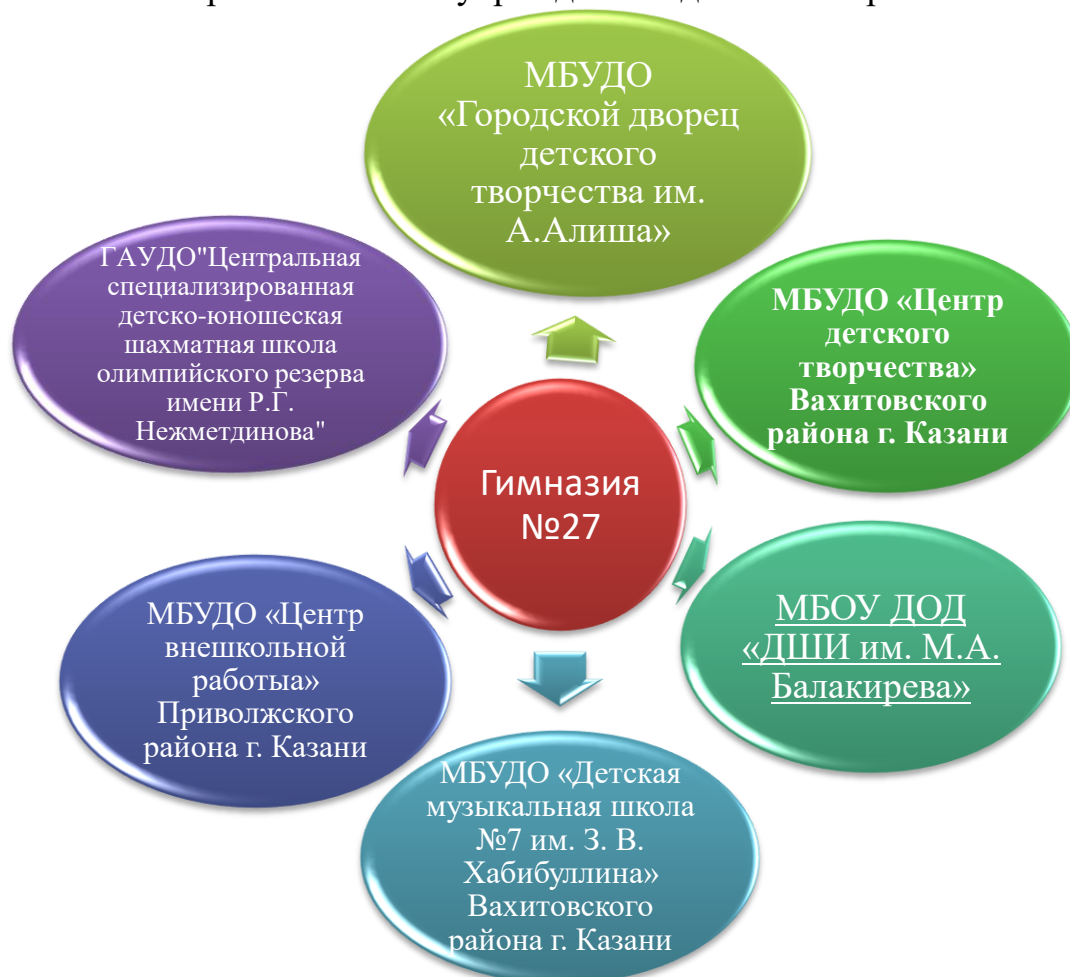 МБУДО
«Городской дворец
детского
творчества им.
А.Алиша»
ГАУДО"Центральная
специализированная
детско-юношеская
шахматная школа
олимпийского резерва
имени Р.Г.
Нежметдинова"
МБУДО «Центр
детского
творчества»
Вахитовского
района г. Казани
Гимназия
№27
МБУДО «Центр
внешкольной
работыа»
Приволжского
района г. Казани
МБОУ ДОД
«ДШИ им. М.А.
Балакирева»
МБУДО «Детская
музыкальная школа
№7 им. З. В.
Хабибуллина»
Вахитовского
района г. Казани